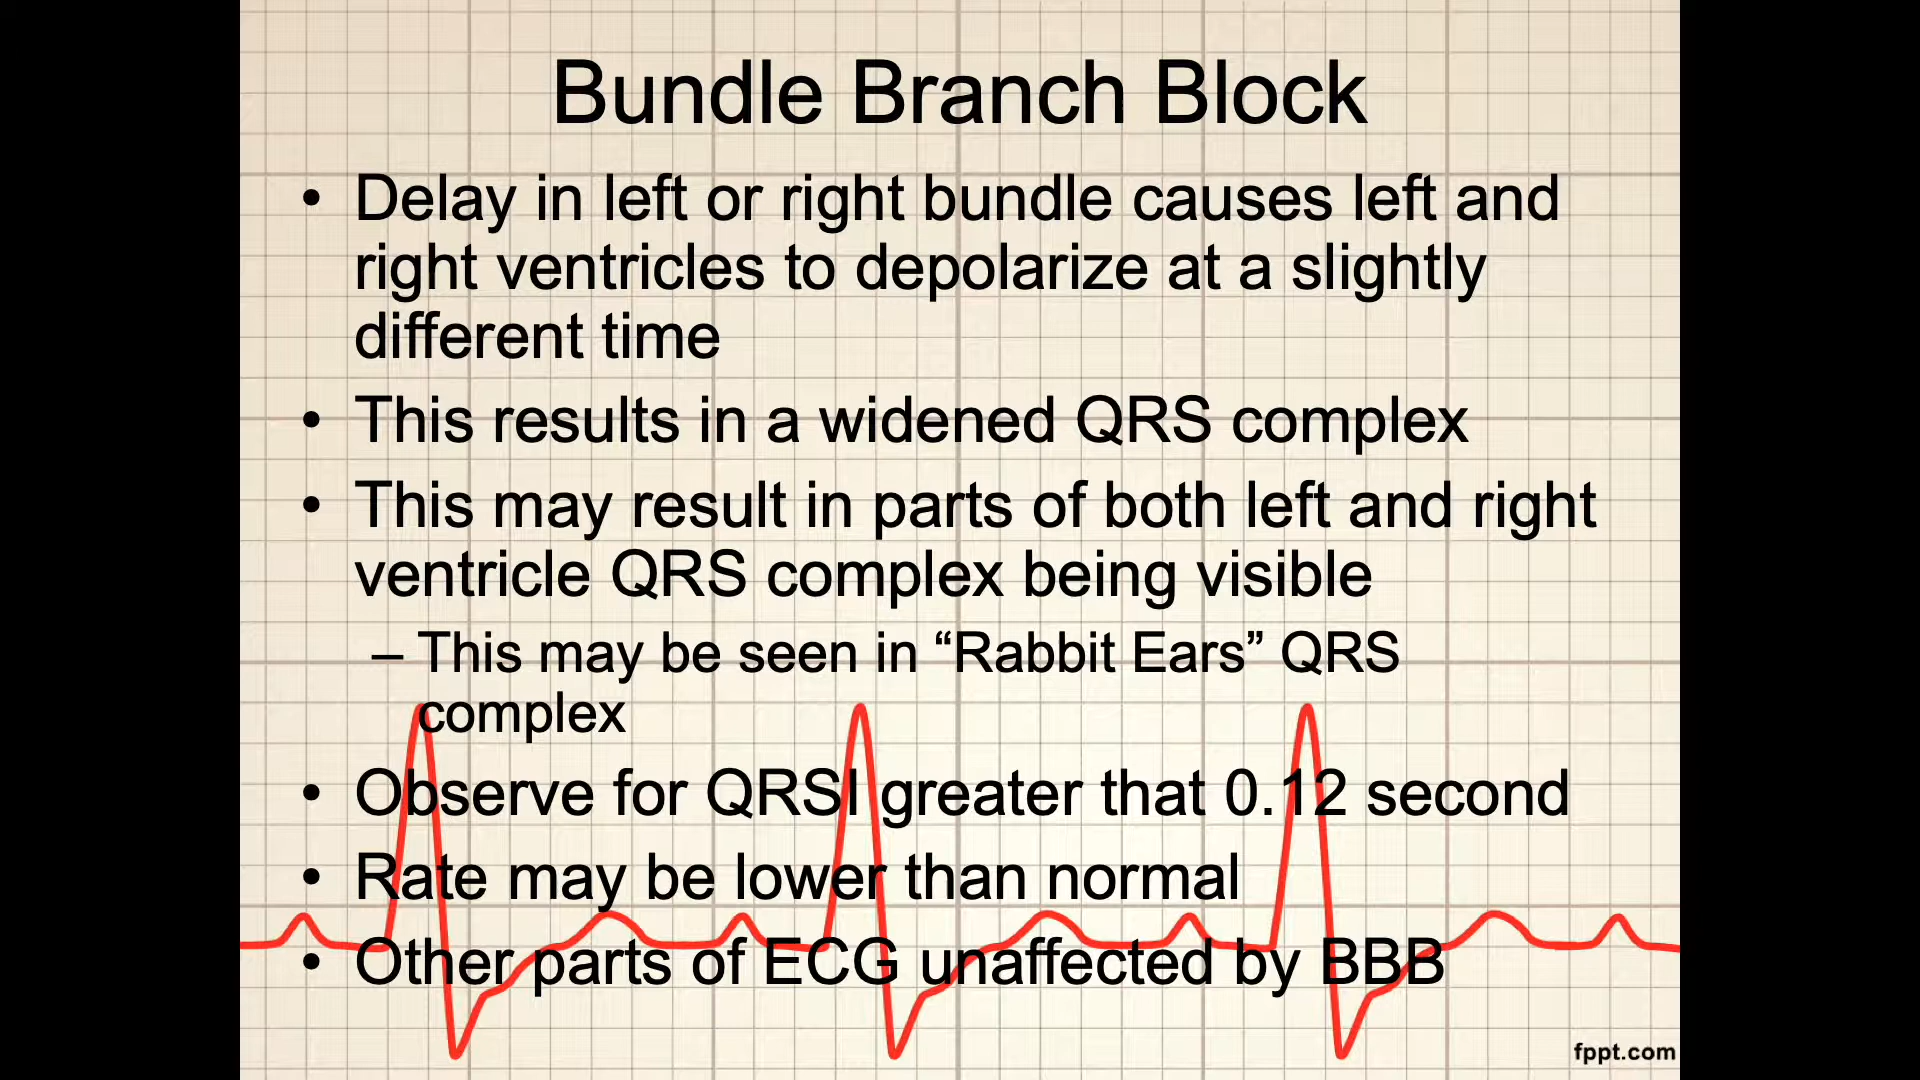 Bundle Branch Block
• Delay in left or right bundle causes left and
right ventricles to depolarize at a slightly
different time
• This results in a widened QRS complex
• This may result in parts of both left and right
ventricle QRS complex being visible
– This may be seen in “Rabbit Ears” QRS
complex
• Observe for QRSI greater that 0.12 second
• Rate may be lower than normal
• Other parts of ECG unaffected by BBB
fppt.com